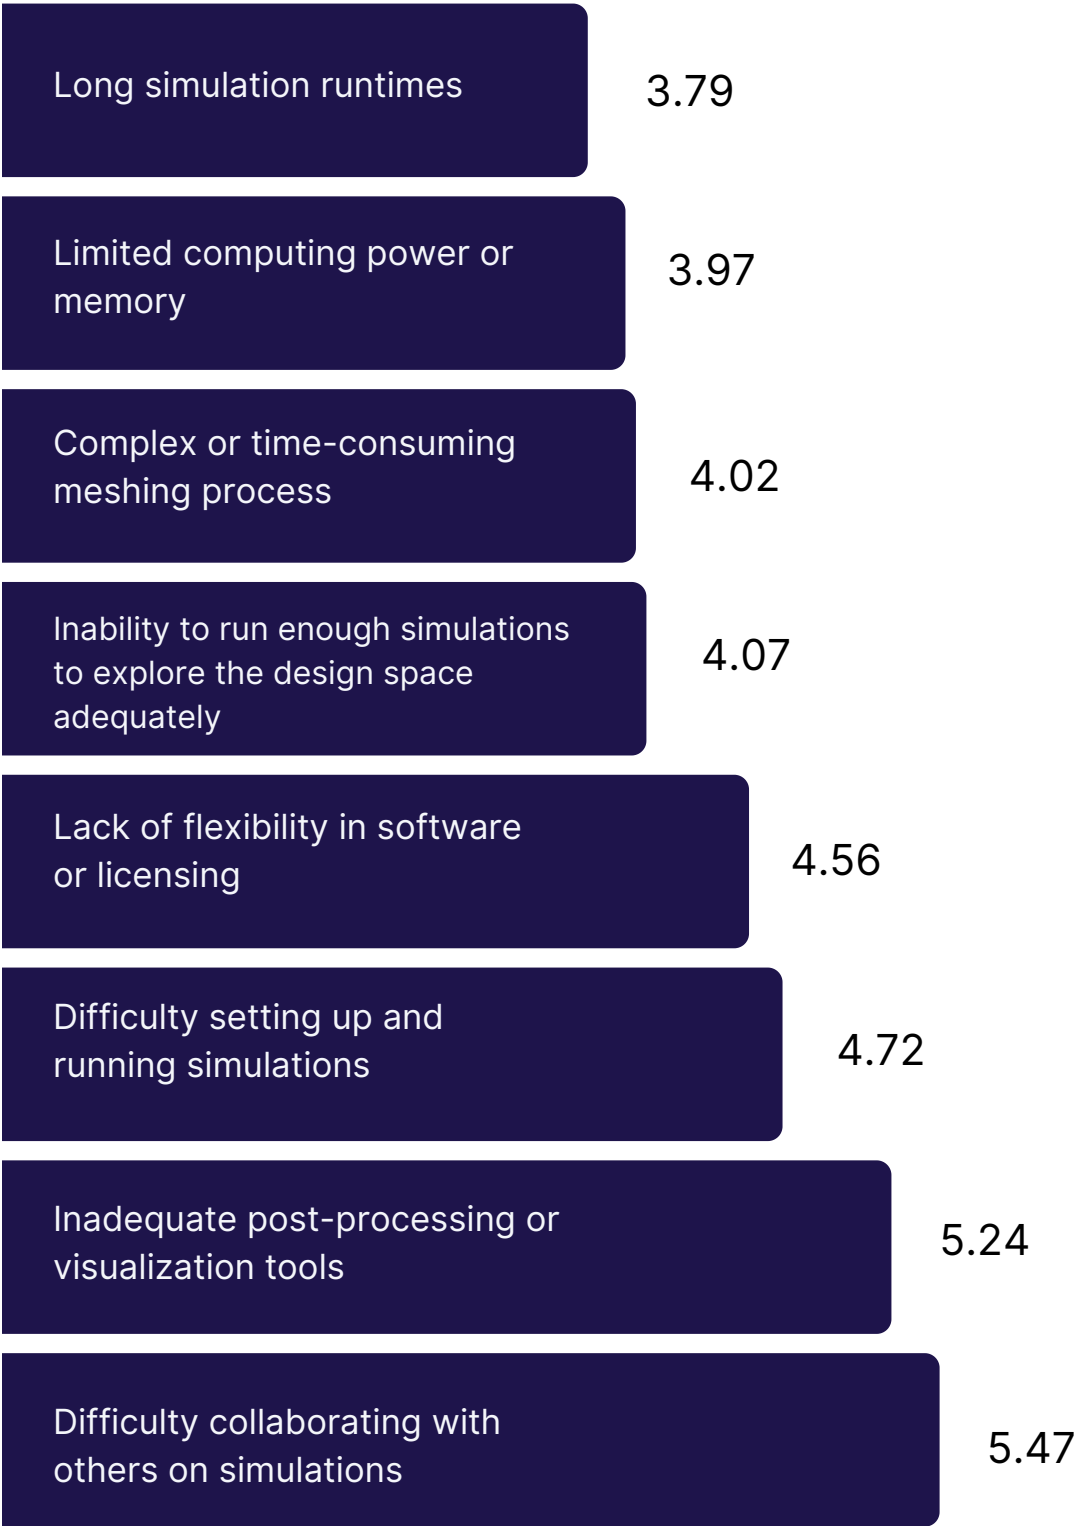 Long simulation runtimes
3.79
Limited computing power or
memory
3.97
Complex or time-consuming
meshing process
4.02
Inability to run enough simulations
to explore the design space
adequately
4.07
Lack of flexibility in software
or licensing
4.56
Difficulty setting up and
running simulations
4.72
Inadequate post-processing or
visualization tools
5.24
Difficulty collaborating with
others on simulations
5.47